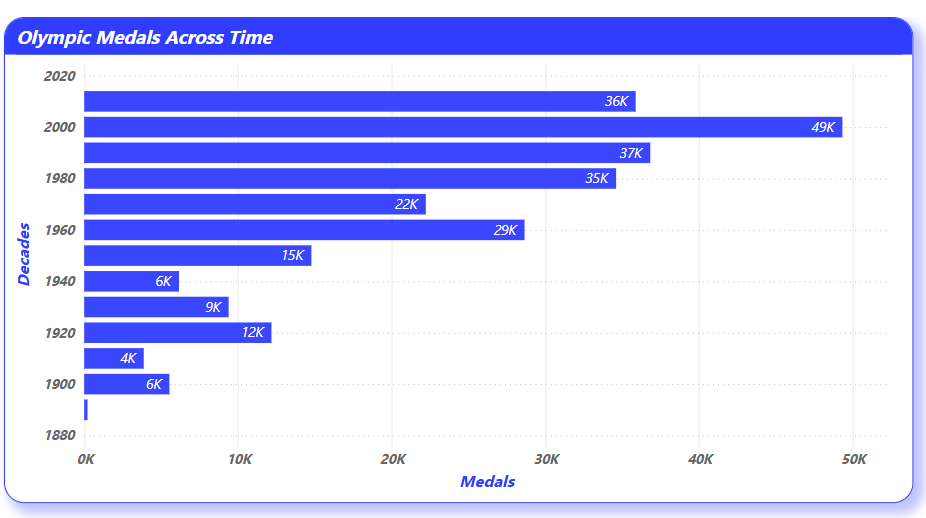 Olympic Medals Across Time
Decades
2020
36K
2000
49K
37K
1980
35K
22K
1960
29K
15K
1940
6K
9K
1920
12K
4K
1900
6K
1880
0K 10K 20K 30K 40K 50K
Medals